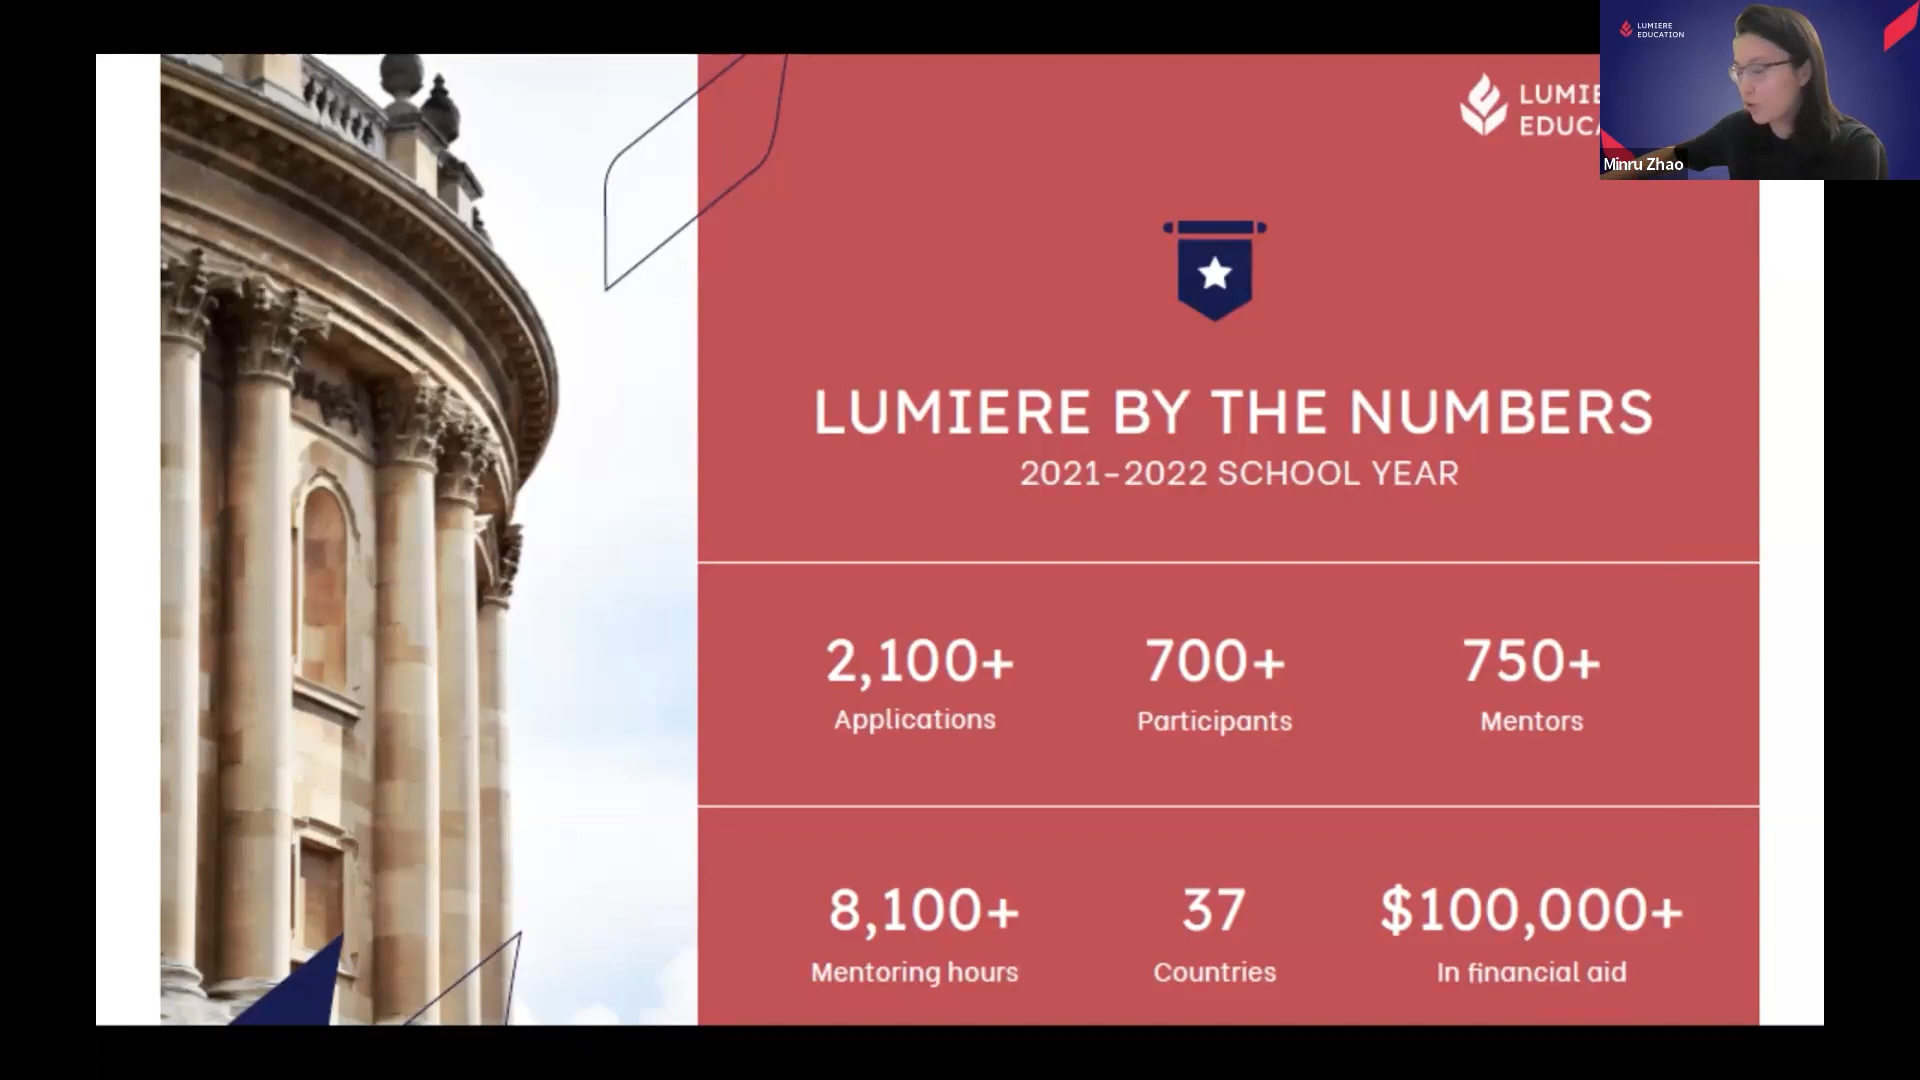 LUMIERE
EDUCATION
Minru Zhao
LUMIE
EDUCA
LUMIERE BY THE NUMBERS
2021-2022 SCHOOL YEAR
2,100+ 700+ 750+
Applications Participants Mentors
8,100+ 37 $100,000+
Mentoring hours Countries In financial aid